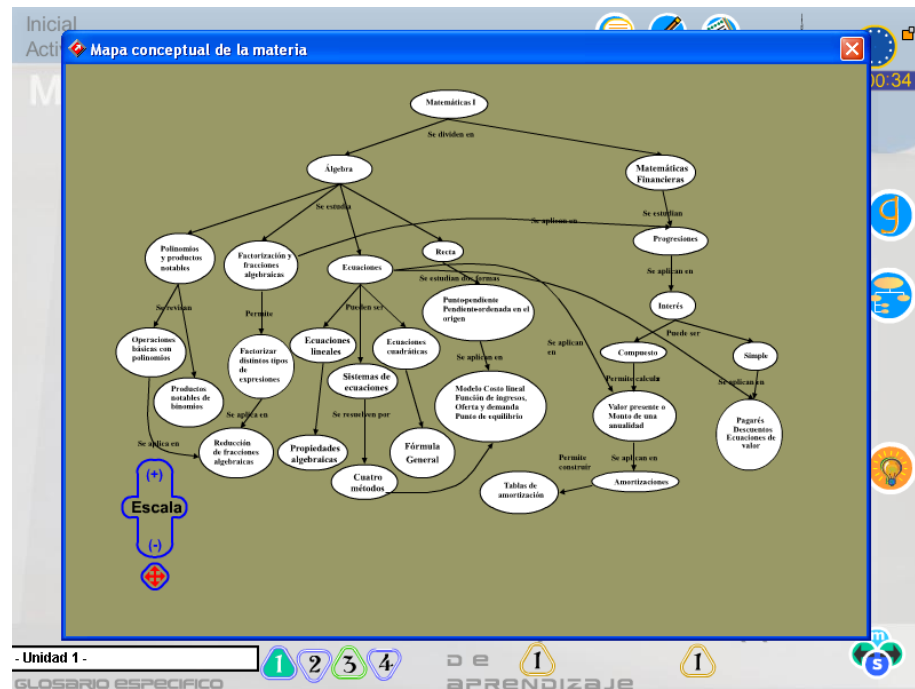 Inicial
Acti
Mapa conceptual de la materia
M
00:34
Matemáticas I
Se dividen en
Álgebra
Matemáticas
Financieras
Se estudia
Se estudian
Se aplican en
Polinomios
y productos
notables
Factorización y
fracciones
algebraicas
Ecuaciones
Recta
Progresiones
Se estudian dos formas
Se aplican en
Se revisan
Permite
Pueden ser
Punto-pendiente
Pendiente-ordenada en el
origen
Interés
Operaciones
básicas con
polinomios
Factorizar
distintos tipos
de
expresiones
Ecuaciones
lineales
Ecuaciones
cuadráticas
Se aplican en
Se aplican
en
Puede ser
Compuesto
Simple
Sistemas de
ecuaciones
Permite calcula
Se aplican en
Productos
notables de
binomios
Modelo Costo lineal
Función de ingresos,
Oferta y demanda
Punto de equilibrio
Valor presente o
Monto de una
anualidad
Pagarés
Descuentos
Ecuaciones de
valor
Se aplica en
Se resuelven por
Se aplica en
Reducción
de fracciones
algebraicas
Propiedades
algebraicas
Fórmula
General
Permite
construir
Se aplican en
Cuatro
métodos
Tablas de
amortización
Amortizaciones
(+)
Escala
(-)
g
- Unidad 1 -
1
2
3
4
DE
APRENDIZAJE
1
1
m
s
GLOSARIO ESPECIFICO